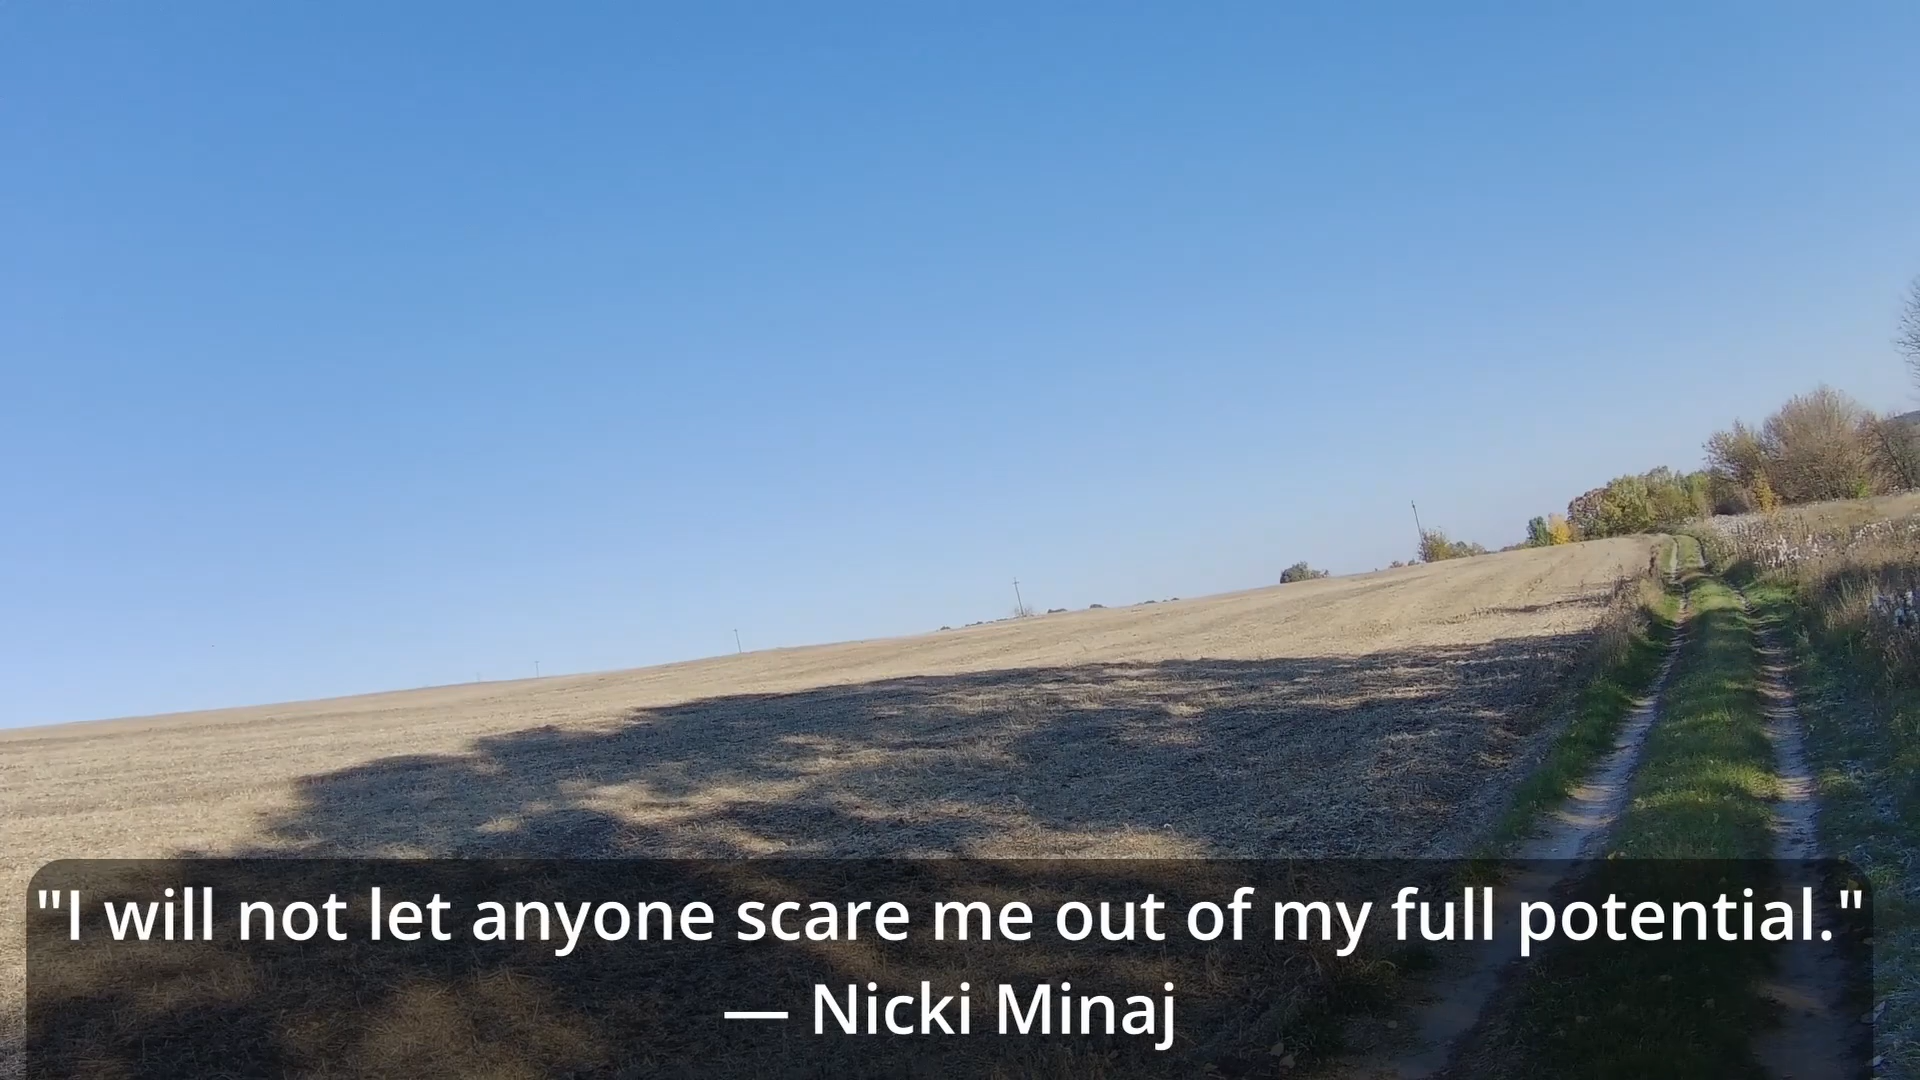 "I will not let anyone scare me out of my full potential."
— Nicki Minaj